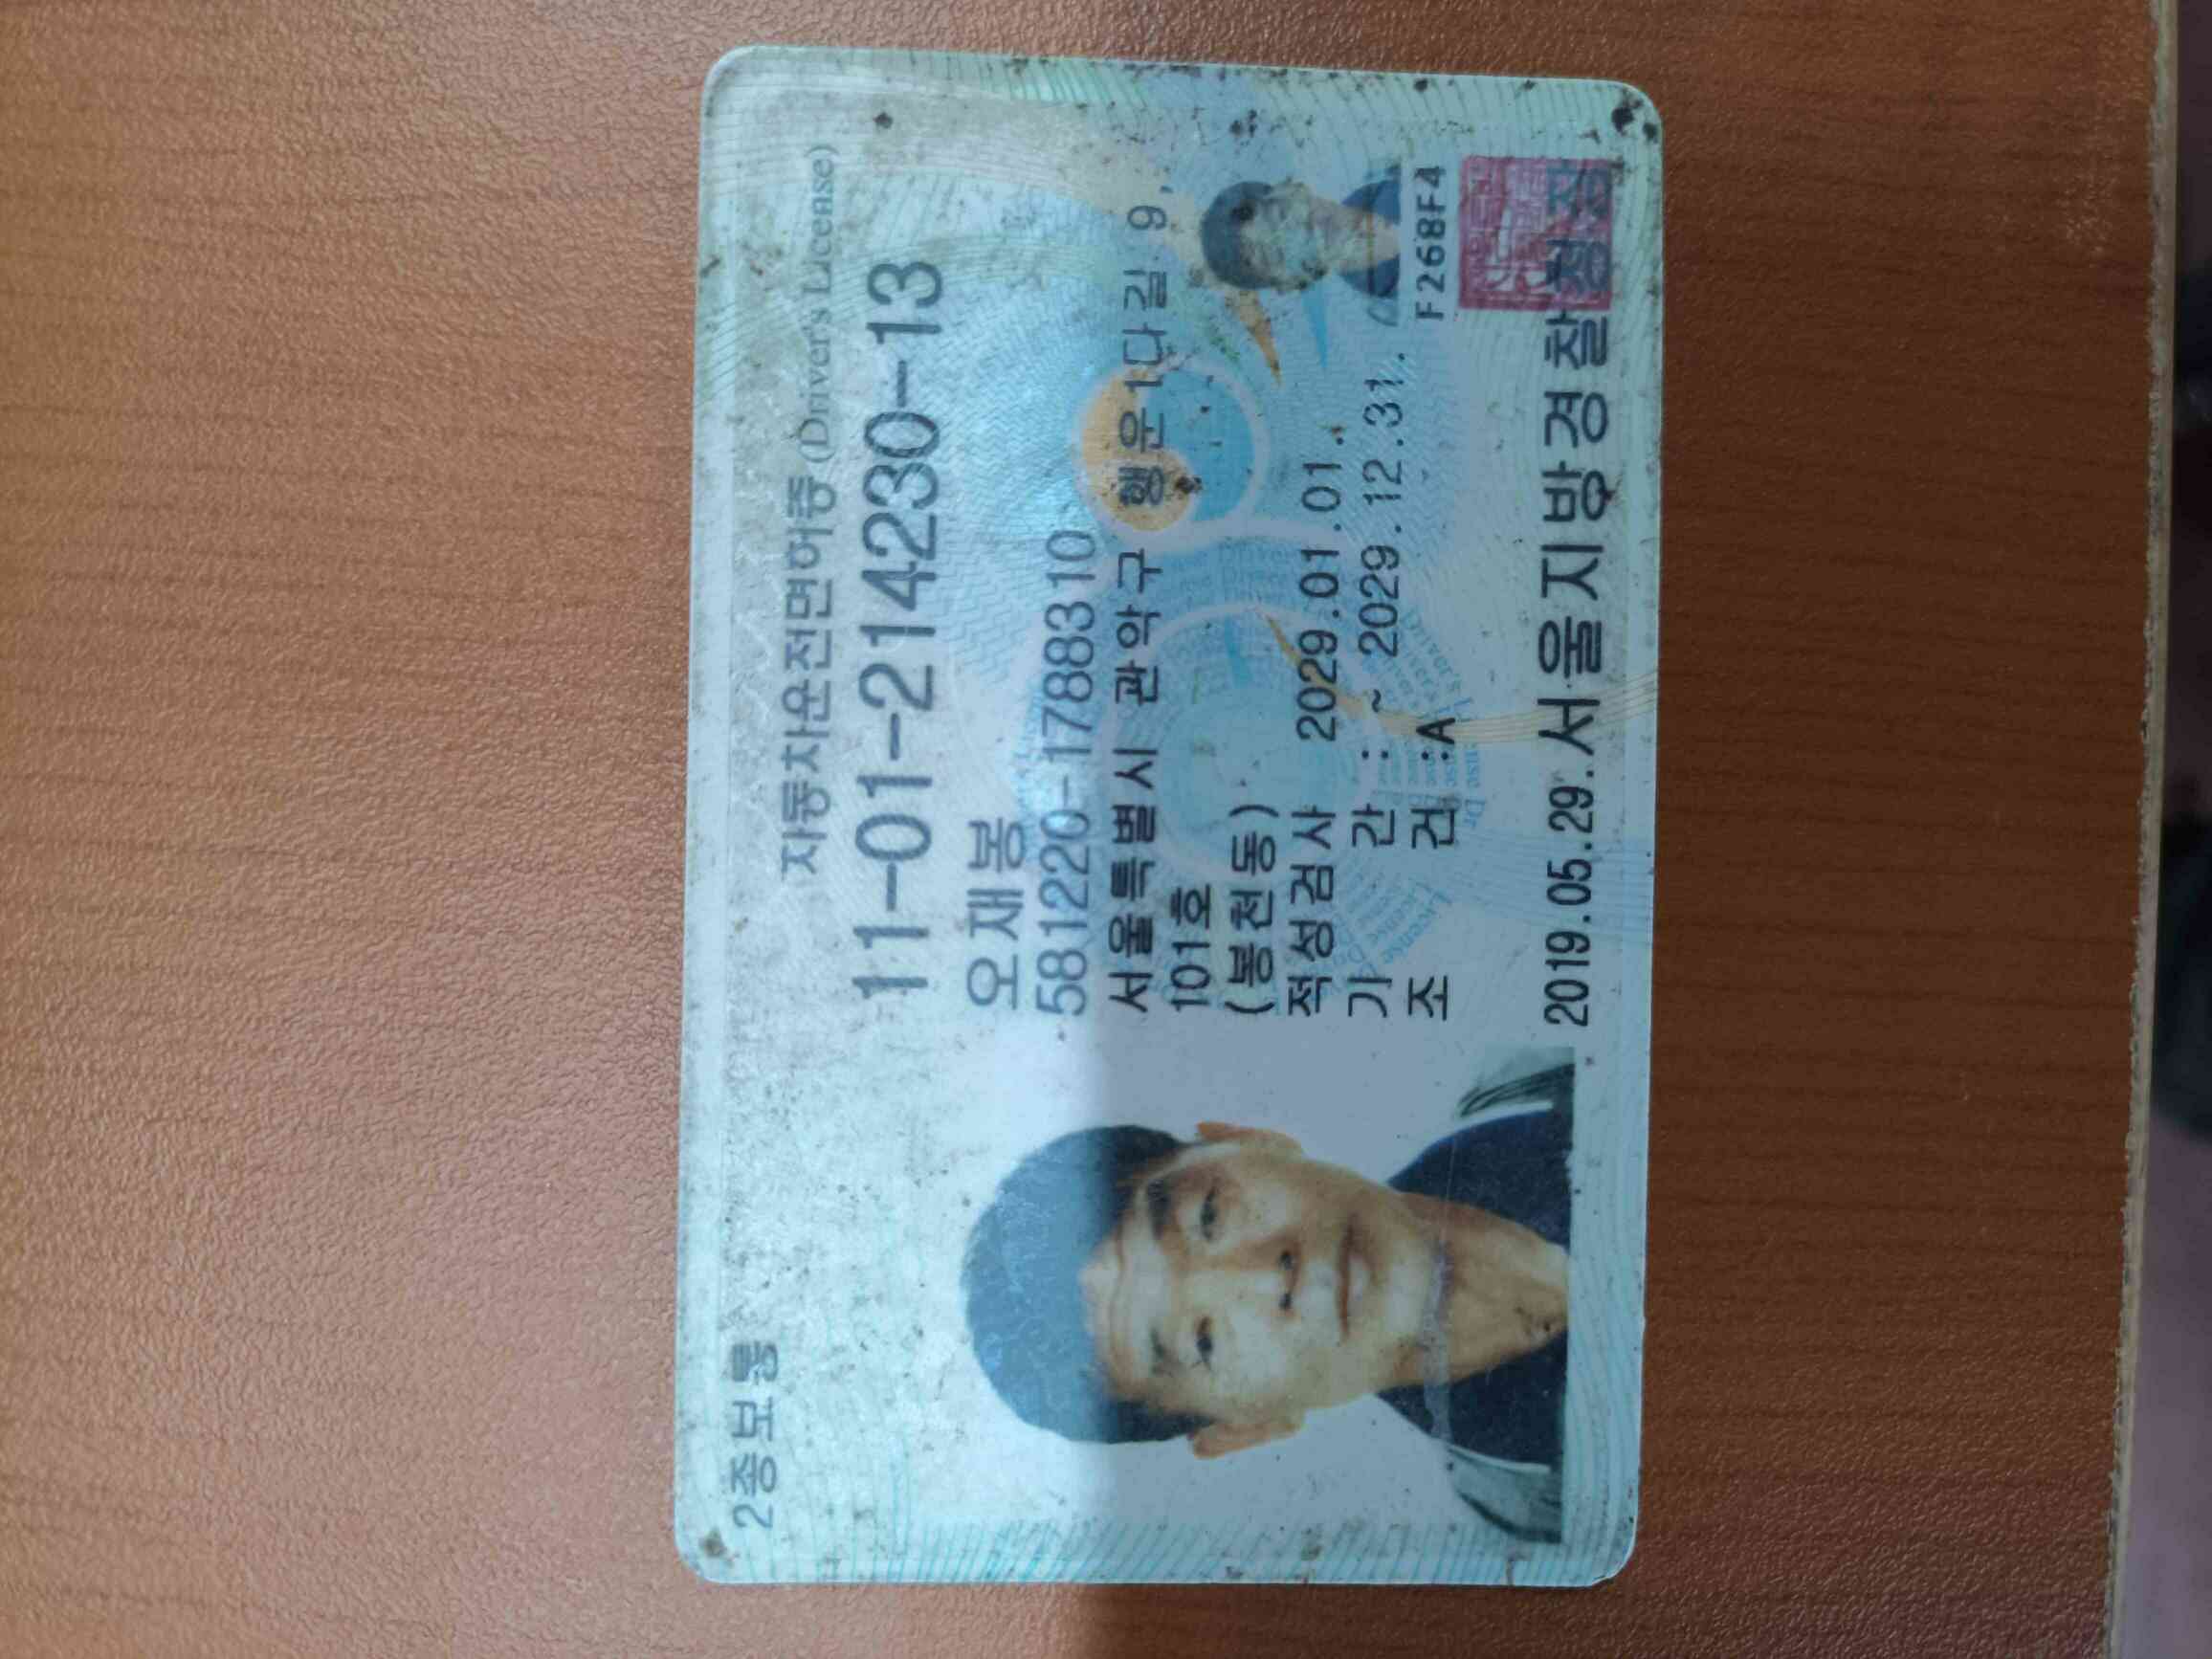 2종보통
자동차운전면허증 (Driver's License)
11-01-214230-13
오재봉
581220-1788310
서울특별시 관악구 행운1다길 9,
101호
(봉천동)
적성검사 2029.01.01.
기 간 : ~ 2029.12.31.
조 건 :A
F268F4
2019.05.29. 서울지방경찰청장